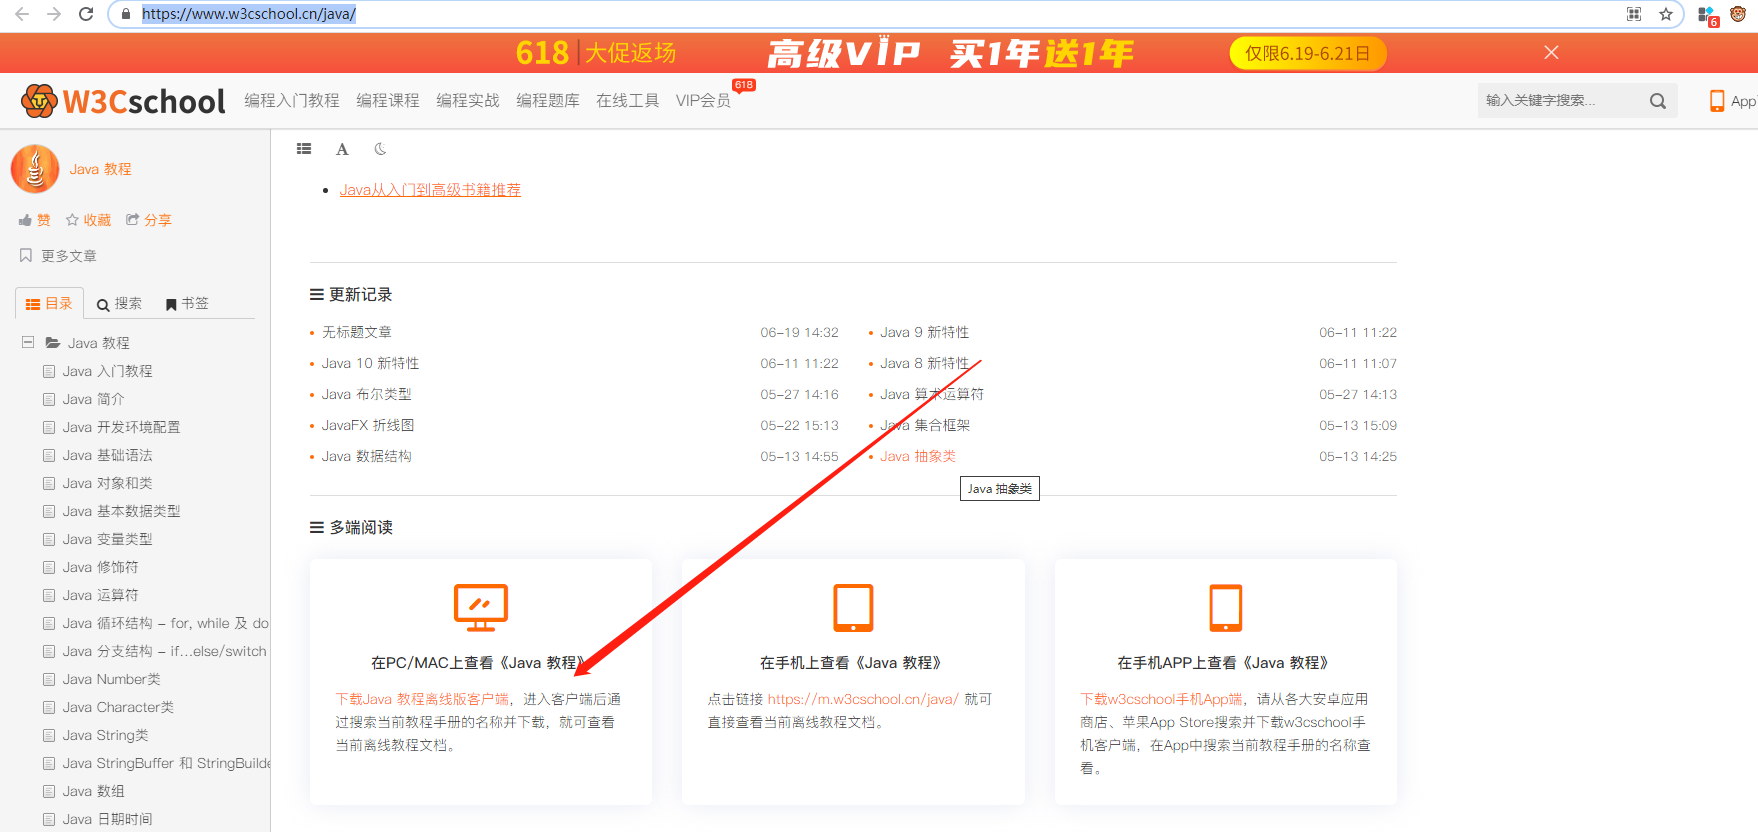 https://www.w3cschool.cn/java/
6
618 大促返场 高级VIP 买1年送1年 仅限6.19-6.21日
W3Cschool 编程入门教程 编程课程 编程实战 编程题库 在线工具 VIP会员 618 输入关键字搜索... App
Java 教程
赞 收藏 分享
更多文章
目录 搜索 书签
Java 教程
Java 入门教程
Java 简介
Java 开发环境配置
Java 基础语法
Java 对象和类
Java 基本数据类型
Java 变量类型
Java 修饰符
Java 运算符
Java 循环结构 – for, while 及 do
Java 分支结构 – if...else/switch
Java Number类
Java Character类
Java String类
Java StringBuffer 和 StringBuilde
Java 数组
Java 日期时间
A
Java从入门到高级书籍推荐
更新记录
无标题文章 06-19 14:32 Java 9 新特性 06-11 11:22
Java 10 新特性 06-11 11:22 Java 8 新特性 06-11 11:07
Java 布尔类型 05-27 14:16 Java 算术运算符 05-27 14:13
JavaFX 折线图 05-22 15:13 Java 集合框架 05-13 15:09
Java 数据结构 05-13 14:55 Java 抽象类 05-13 14:25
Java 抽象类
多端阅读
在PC/MAC上查看《Java 教程》
下载Java 教程离线版客户端，进入客户端后通
过搜索当前教程手册的名称并下载，就可查看
当前离线教程文档。
在手机上查看《Java 教程》
点击链接 https://m.w3cschool.cn/java/ 就可
直接查看当前离线教程文档。
在手机APP上查看《Java 教程》
下载w3cschool手机App端，请从各大安卓应用
商店、苹果App Store搜索并下载w3cschool手
机客户端，在App中搜索当前教程手册的名称查
看。